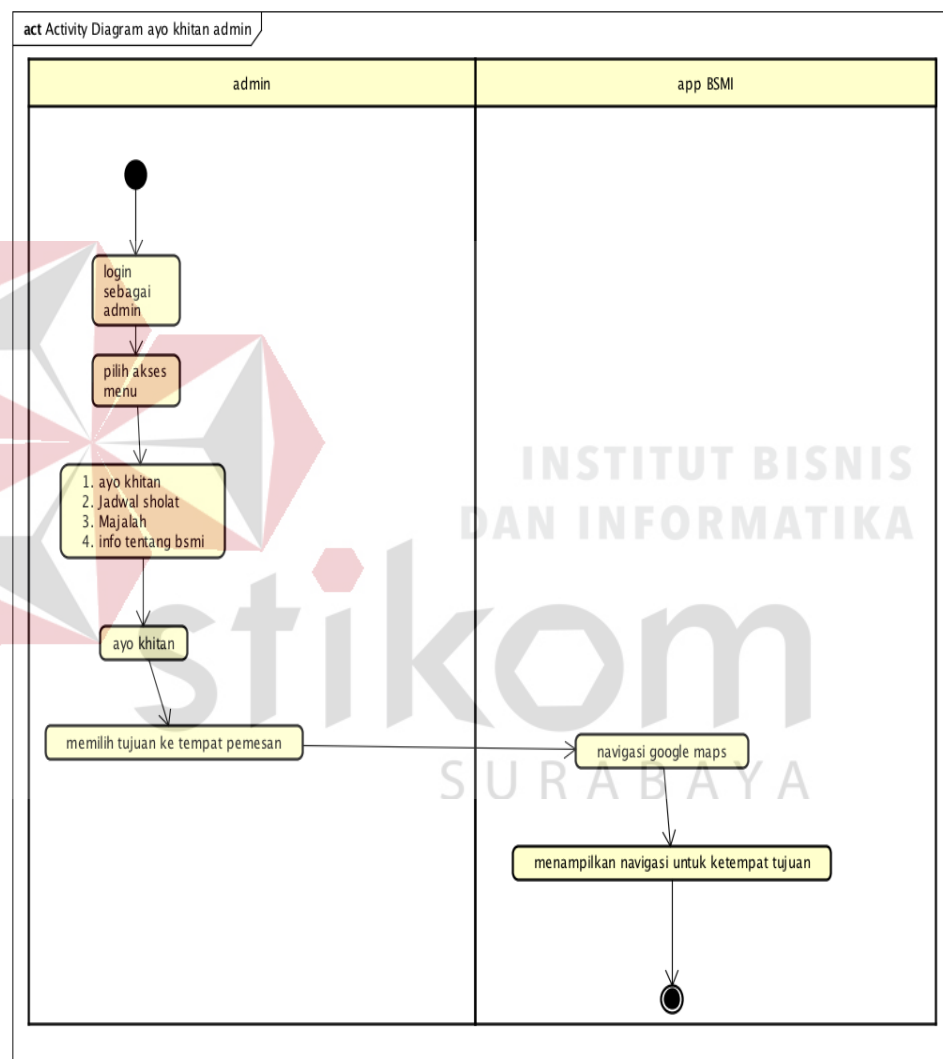 act Activity Diagram ayo khitan admin
admin
app BSMI
login
sebagai
admin
pilih akses
menu
1. ayo khitan
2. Jadwal sholat
3. Majalah
4. info tentang bsmi
INSTITUT BISNIS
DAN INFORMATIKA
ayo khitan
stikom
memilih tujuan ke tempat pemesan
navigasi google maps
SURABAYA
menampilkan navigasi untuk ketempat tujuan